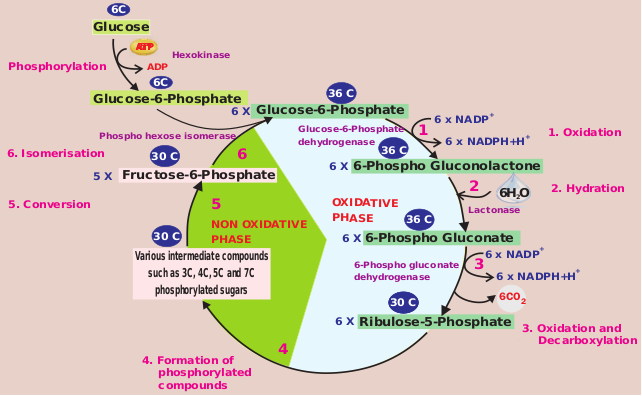 6C
Glucose
ATP
Hexokinase
ADP
Phosphorylation
6C
Glucose-6-Phosphate
36 C
6 X Glucose-6-Phosphate
6 x NADP+
1
6 x NADPH+H+
1. Oxidation
Glucose-6-Phosphate
dehydrogenase
Phospho hexose isomerase
36 C
6 X 6-Phospho Gluconolactone
6. Isomerisation
30 C
6
5 X Fructose-6-Phosphate
2
6H2O
2. Hydration
Lactonase
5. Conversion
5
OXIDATIVE
PHASE
NON OXIDATIVE
PHASE
36 C
6 X 6-Phospho Gluconate
30 C
Various intermediate compounds
such as 3C, 4C, 5C and 7C
phosphorylated sugars
6 x NADP+
3
6 x NADPH+H+
6-Phospho gluconate
dehydrogenase
6CO2
30 C
6 X Ribulose-5-Phosphate
3. Oxidation and
Decarboxylation
4
4. Formation of
phosphorylated
compounds